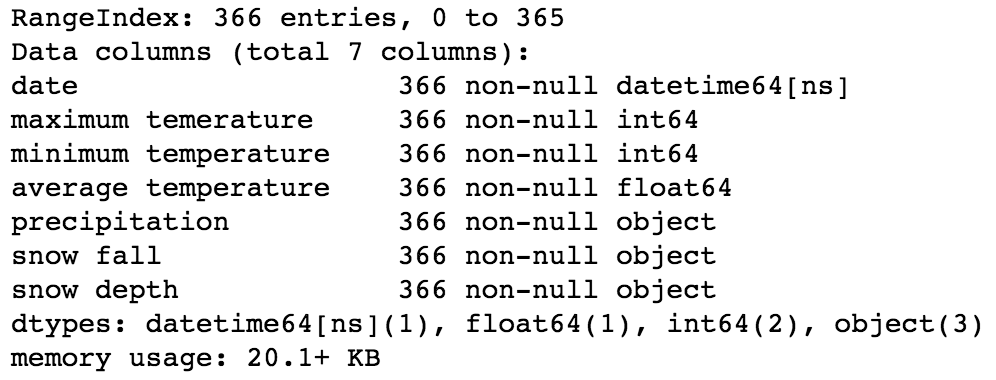 RangeIndex: 366 entries, 0 to 365
Data columns (total 7 columns):
date 366 non-null datetime64[ns]
maximum temerature 366 non-null int64
minimum temperature 366 non-null int64
average temperature 366 non-null float64
precipitation 366 non-null object
snow fall 366 non-null object
snow depth 366 non-null object
dtypes: datetime64[ns](1), float64(1), int64(2), object(3)
memory usage: 20.1+ KB